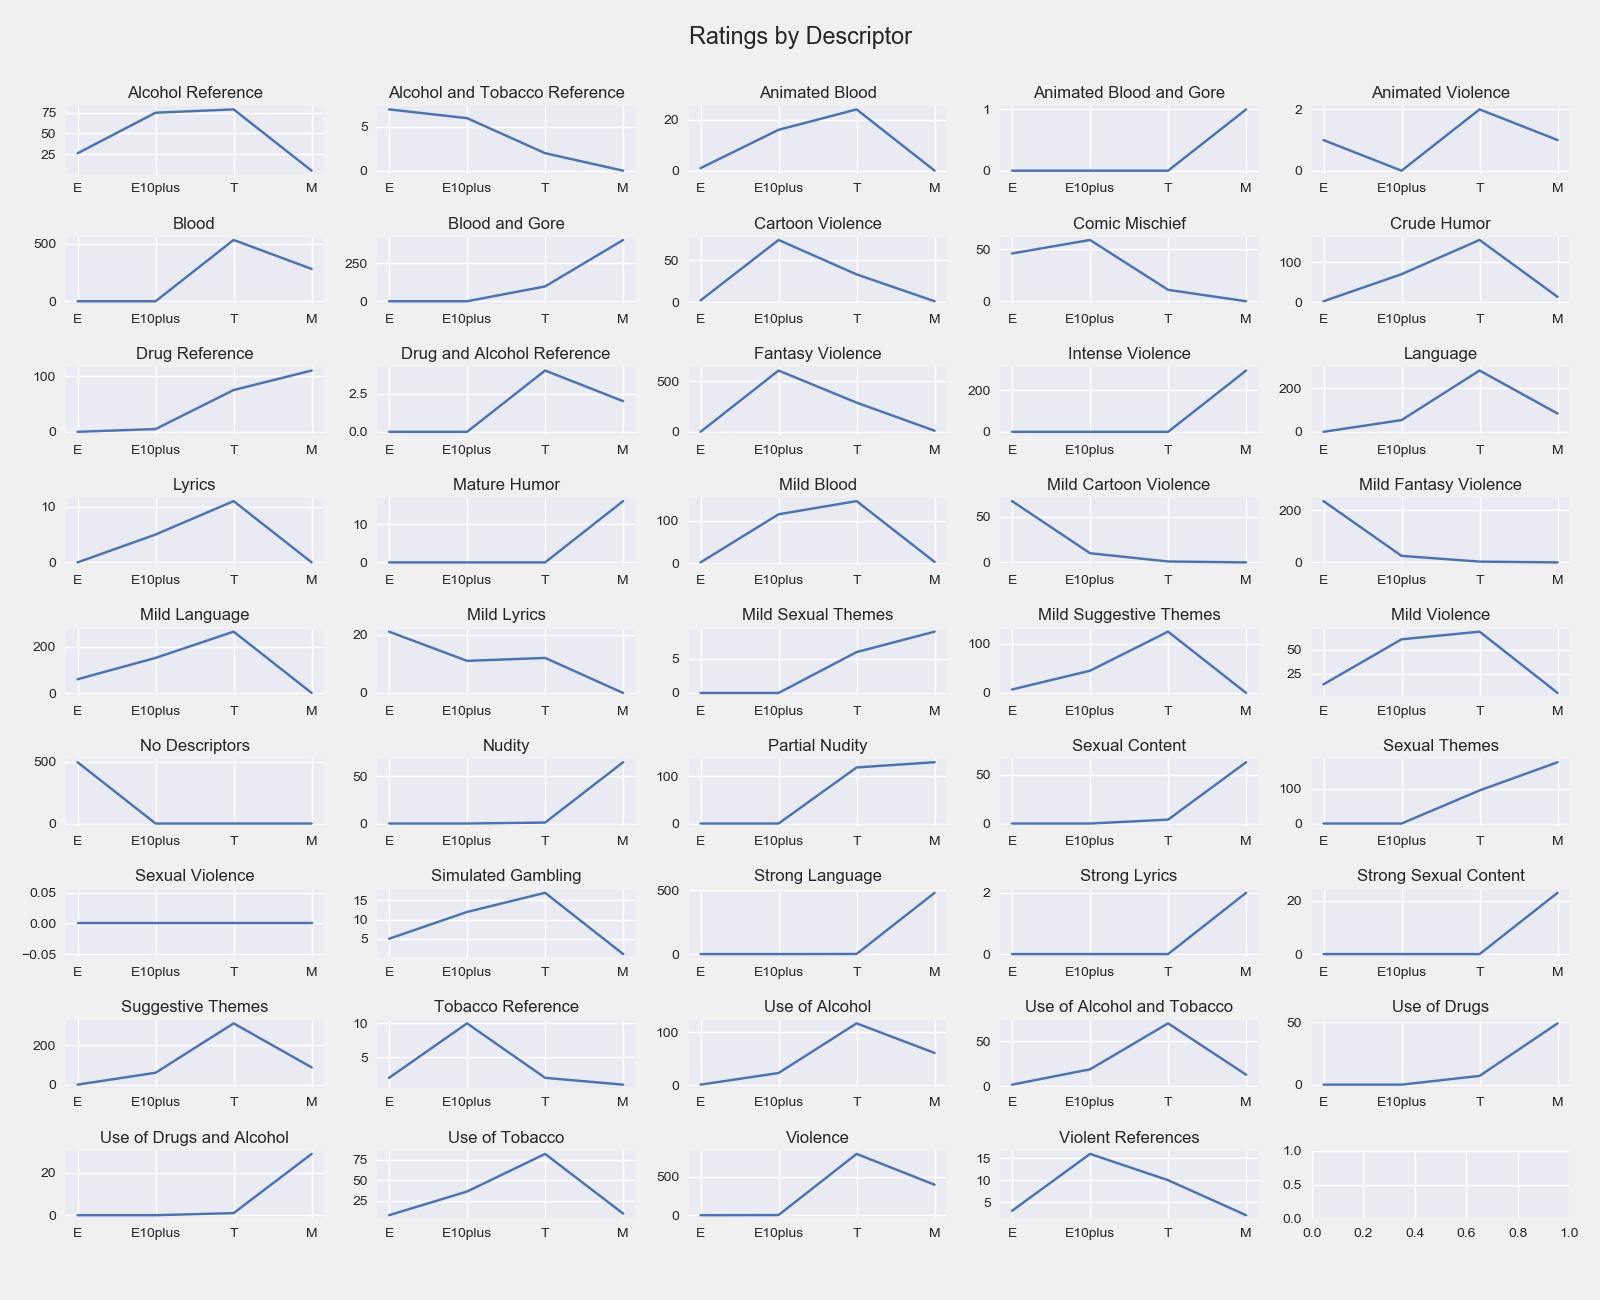 Ratings by Descriptor
Alcohol Reference
75
50
25
E E10plus T M
Alcohol and Tobacco Reference
5
0
E E10plus T M
Animated Blood
20
0
E E10plus T M
Animated Blood and Gore
1
0
E E10plus T M
Animated Violence
2
0
E E10plus T M
Blood
500
0
E E10plus T M
Blood and Gore
250
0
E E10plus T M
Cartoon Violence
50
0
E E10plus T M
Comic Mischief
50
0
E E10plus T M
Crude Humor
100
0
E E10plus T M
Drug Reference
100
0
E E10plus T M
Drug and Alcohol Reference
2.5
0.0
E E10plus T M
Fantasy Violence
500
0
E E10plus T M
Intense Violence
200
0
E E10plus T M
Language
200
0
E E10plus T M
Lyrics
10
0
E E10plus T M
Mature Humor
10
0
E E10plus T M
Mild Blood
100
0
E E10plus T M
Mild Cartoon Violence
50
0
E E10plus T M
Mild Fantasy Violence
200
0
E E10plus T M
Mild Language
200
0
E E10plus T M
Mild Lyrics
20
0
E E10plus T M
Mild Sexual Themes
5
0
E E10plus T M
Mild Suggestive Themes
100
0
E E10plus T M
Mild Violence
50
25
E E10plus T M
No Descriptors
500
0
E E10plus T M
Nudity
50
0
E E10plus T M
Partial Nudity
100
0
E E10plus T M
Sexual Content
50
0
E E10plus T M
Sexual Themes
100
0
E E10plus T M
Sexual Violence
0.05
0.00
−0.05
E E10plus T M
Simulated Gambling
15
10
5
E E10plus T M
Strong Language
500
0
E E10plus T M
Strong Lyrics
2
0
E E10plus T M
Strong Sexual Content
20
0
E E10plus T M
Suggestive Themes
200
0
E E10plus T M
Tobacco Reference
10
5
E E10plus T M
Use of Alcohol
100
0
E E10plus T M
Use of Alcohol and Tobacco
50
0
E E10plus T M
Use of Drugs
50
0
E E10plus T M
Use of Drugs and Alcohol
20
0
E E10plus T M
Use of Tobacco
75
50
25
E E10plus T M
Violence
500
0
E E10plus T M
Violent References
15
10
5
E E10plus T M
1.0
0.5
0.0
0.0 0.2 0.4 0.6 0.8 1.0